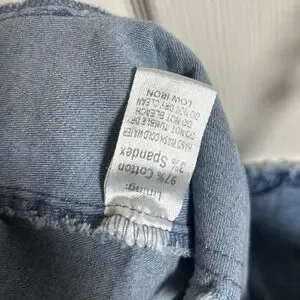 Lining:
97% Cotton
3% Spandex
HAND WASH COLD WATER
DO NOT TUMBLE DRY
DO NOT BLEACH
DO NOT DRY CLEAN
LOW IRON